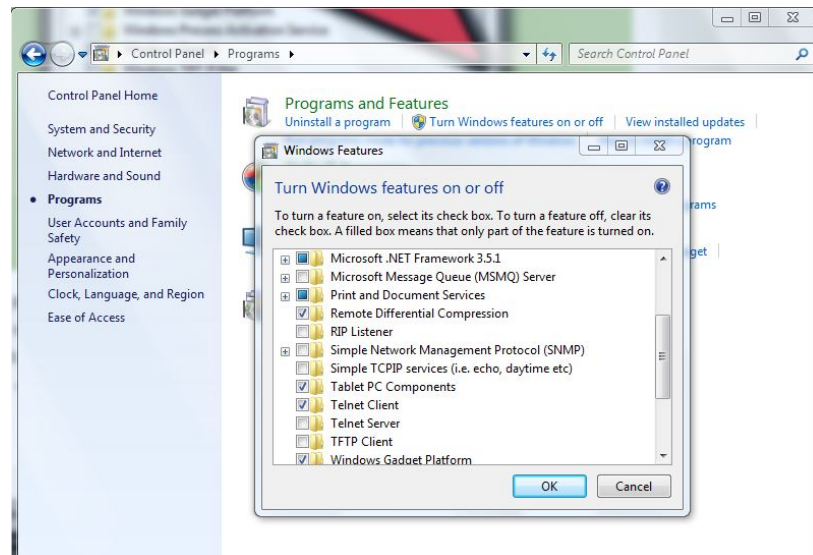 Control Panel ▸ Programs ▸
Search Control Panel
Control Panel Home
System and Security
Network and Internet
Hardware and Sound
Programs
User Accounts and Family
Safety
Appearance and
Personalization
Clock, Language, and Region
Ease of Access
Programs and Features
Uninstall a program
Turn Windows features on or off
View installed updates
Windows Features
Turn Windows features on or off
To turn a feature on, select its check box. To turn a feature off, clear its
check box. A filled box means that only part of the feature is turned on.
Microsoft .NET Framework 3.5.1
Microsoft Message Queue (MSMQ) Server
Print and Document Services
Remote Differential Compression
RIP Listener
Simple Network Management Protocol (SNMP)
Simple TCPIP services (i.e. echo, daytime etc)
Tablet PC Components
Telnet Client
Telnet Server
TFTP Client
Windows Gadget Platform
OK
Cancel